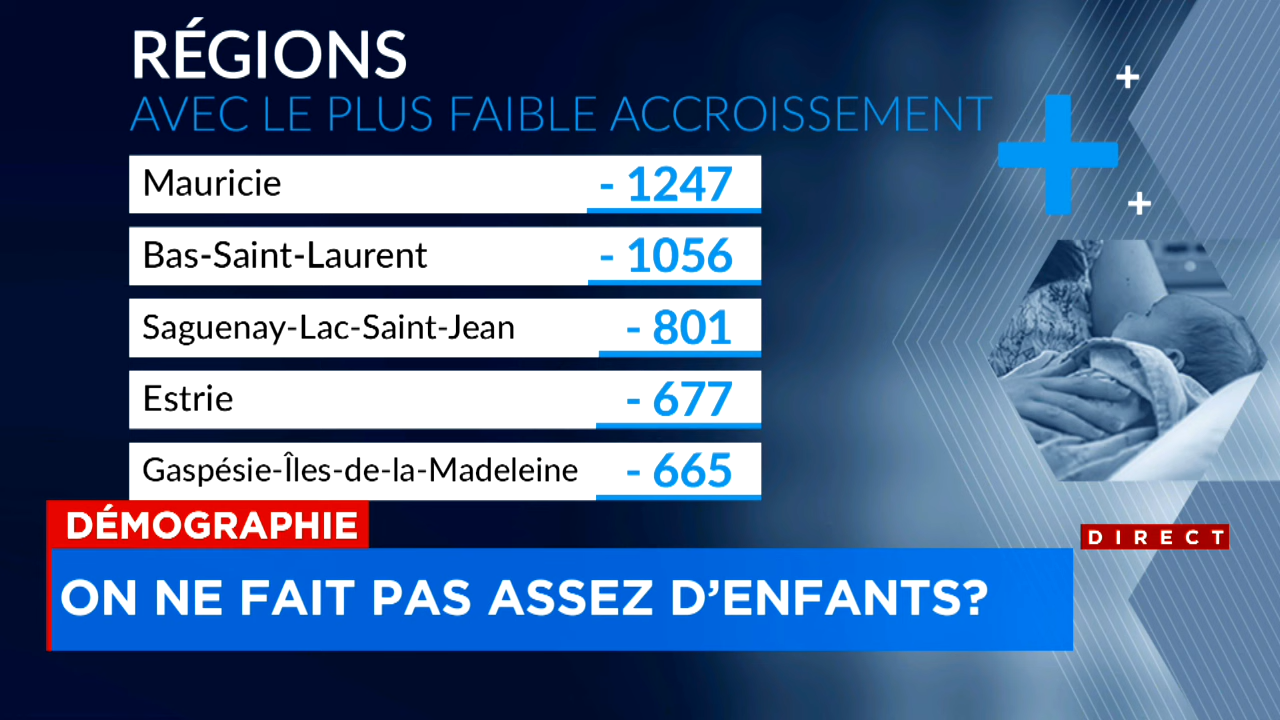 RÉGIONS
AVEC LE PLUS FAIBLE ACCROISSEMENT
Mauricie - 1247
Bas-Saint-Laurent - 1056
Saguenay-Lac-Saint-Jean - 801
Estrie - 677
Gaspésie-Îles-de-la-Madeleine - 665
DÉMOGRAPHIE
DIRECT
ON NE FAIT PAS ASSEZ D’ENFANTS?